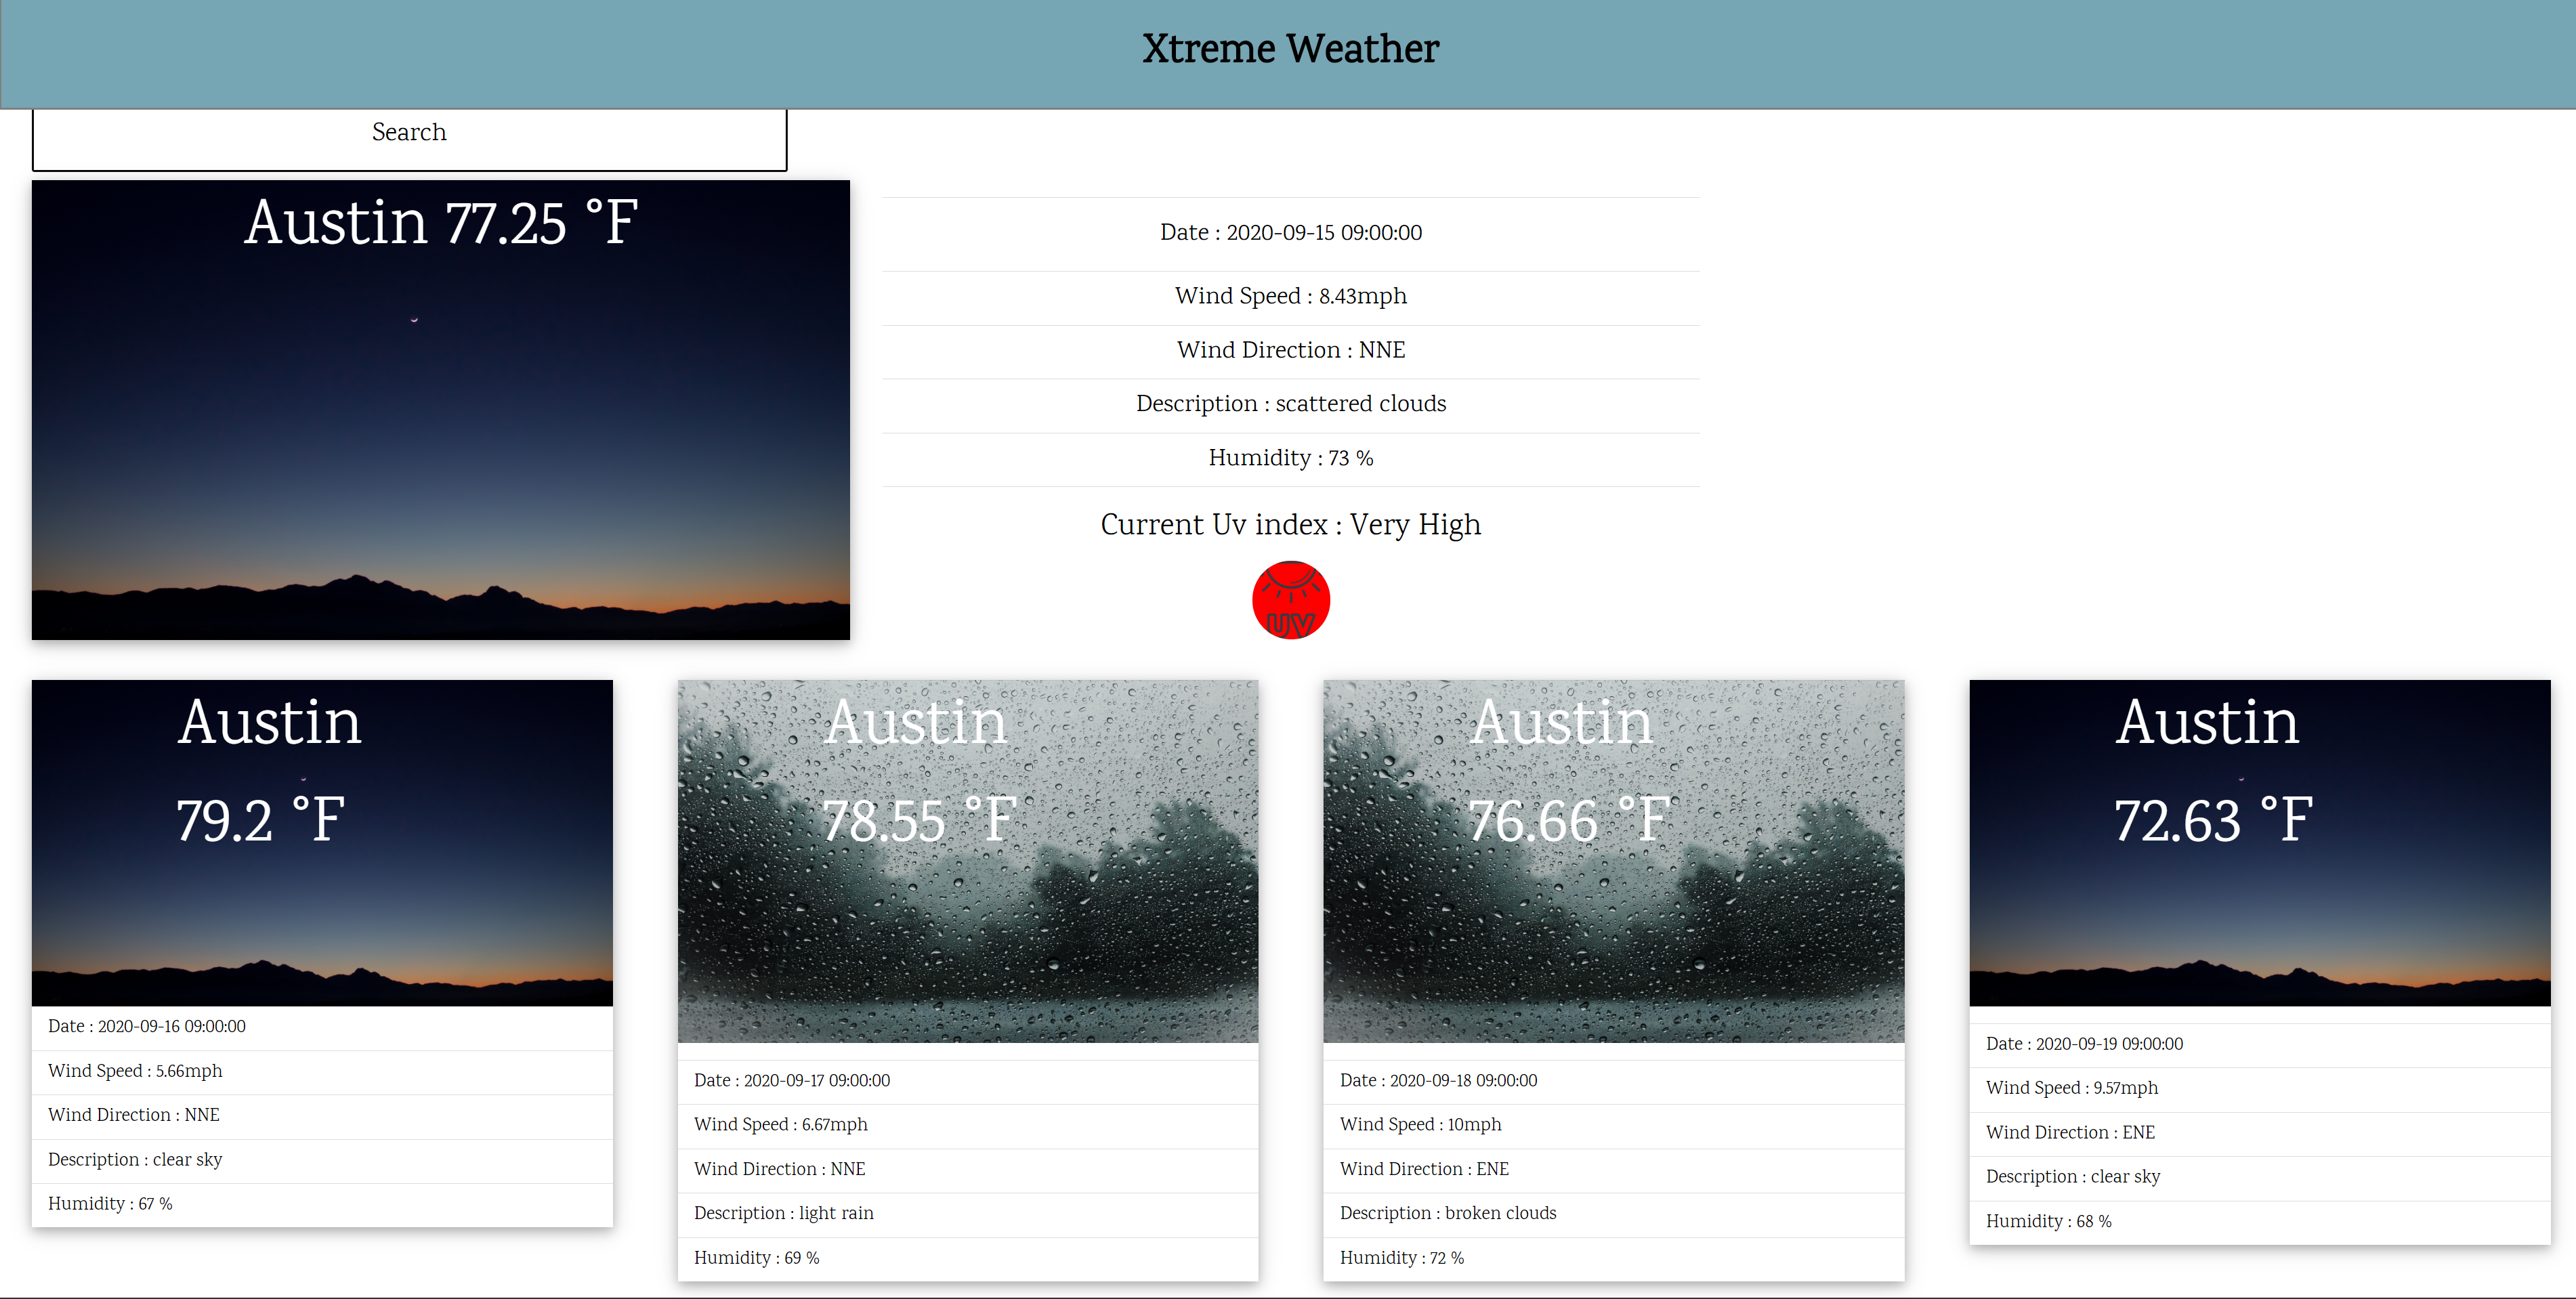 Xtreme Weather
Search
Austin 77.25 °F
Date : 2020-09-15 09:00:00
Wind Speed : 8.43mph
Wind Direction : NNE
Description : scattered clouds
Humidity : 73 %
Current Uv index : Very High
UV
Austin
79.2 °F
Date : 2020-09-16 09:00:00
Wind Speed : 5.66mph
Wind Direction : NNE
Description : clear sky
Humidity : 67 %
Austin
78.55 °F
Date : 2020-09-17 09:00:00
Wind Speed : 6.67mph
Wind Direction : NNE
Description : light rain
Humidity : 69 %
Austin
76.66 °F
Date : 2020-09-18 09:00:00
Wind Speed : 10mph
Wind Direction : ENE
Description : broken clouds
Humidity : 72 %
Austin
72.63 °F
Date : 2020-09-19 09:00:00
Wind Speed : 9.57mph
Wind Direction : ENE
Description : clear sky
Humidity : 68 %